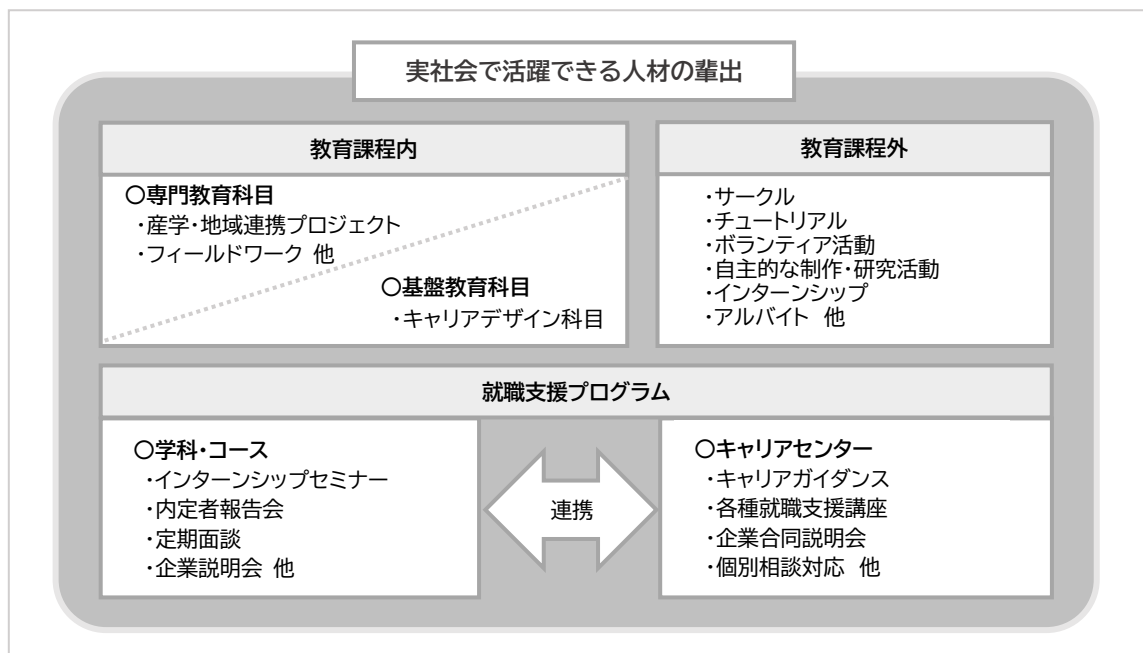 実社会で活躍できる人材の輩出
教育課程内
〇専門教育科目
・産学・地域連携プロジェクト
・フィールドワーク 他
〇基盤教育科目
・キャリアデザイン科目
教育課程外
・サークル
・チュートリアル
・ボランティア活動
・自主的な制作・研究活動
・インターンシップ
・アルバイト 他
就職支援プログラム
〇学科・コース
・インターンシップセミナー
・内定者報告会
・定期面談
・企業説明会 他
連携
〇キャリアセンター
・キャリアガイダンス
・各種就職支援講座
・企業合同説明会
・個別相談対応 他